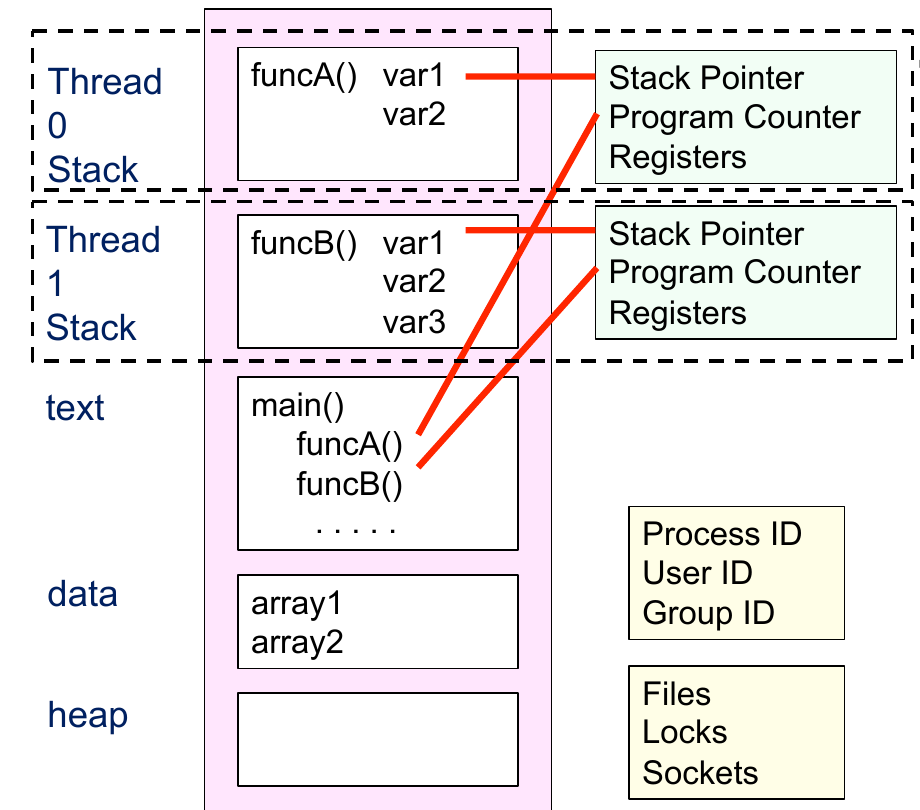 Thread
0
Stack
funcA() var1
var2
Stack Pointer
Program Counter
Registers
Thread
1
Stack
funcB() var1
var2
var3
Stack Pointer
Program Counter
Registers
text
main()
funcA()
funcB()
. . . . .
data
array1
array2
heap
Process ID
User ID
Group ID
Files
Locks
Sockets